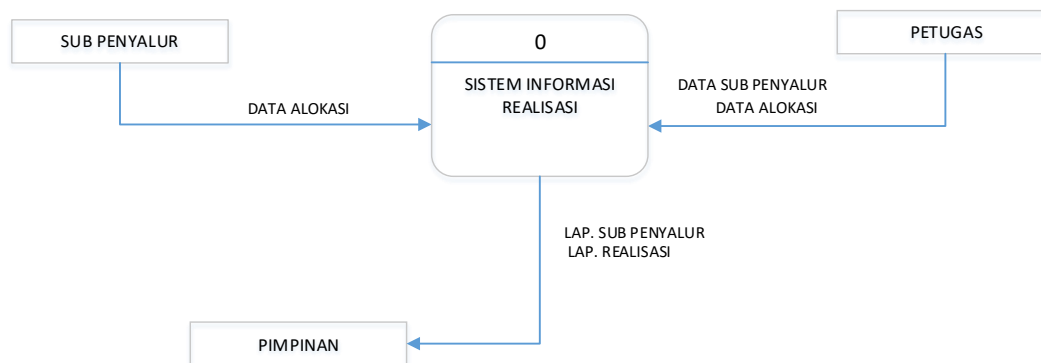 SUB PENYALUR
0
PETUGAS
SISTEM INFORMASI
REALISASI
DATA SUB PENYALUR
DATA ALOKASI
DATA ALOKASI
LAP. SUB PENYALUR
LAP. REALISASI
PIMPINAN